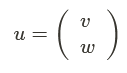 u = ( v
w )